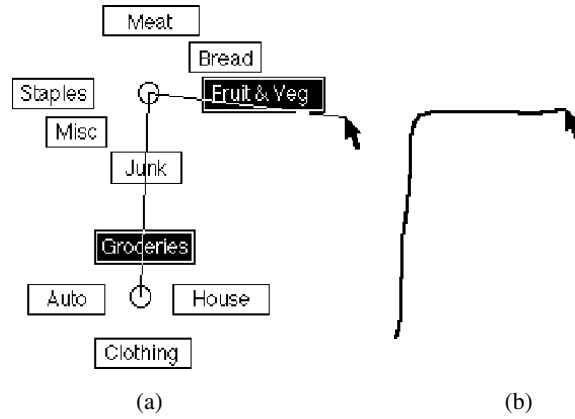 Meat
Bread
Staples
Fruit & Veg
Misc
Junk
Groceries
Auto
House
Clothing
(a)
(b)